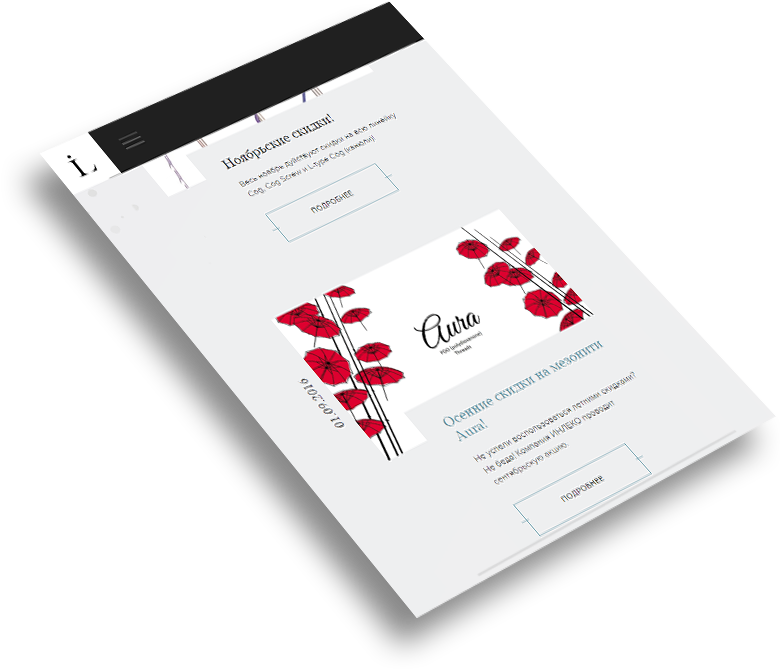 iL
Ноябрьские скидки!
Весь ноябрь действуют скидки на всю линейку
Cog, Cog Screw и L-type Cog (канюли)!
ПОДРОБНЕЕ
Aura
PDO (polydioxanone)
Threads
01.09.2016
Осенние скидки на мезонити
Aura!
Не успели воспользоваться летними скидками?
Не беда! Компания ИНЛЕКО проводит
сентябрьскую акцию.
ПОДРОБНЕЕ